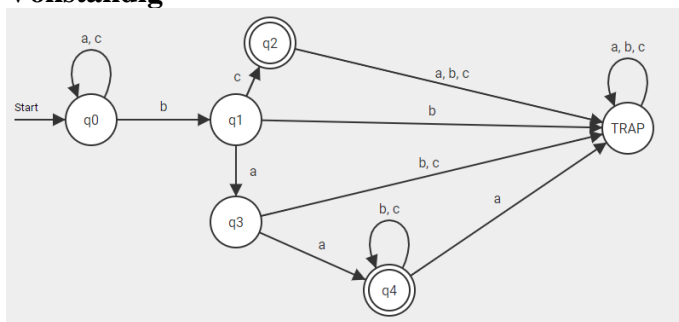 Vollständig
a, c
q2
a, b, c
c
a, b, c
Start
q0
b
q1
b
TRAP
a
b, c
q3
a
b, c
a
q4